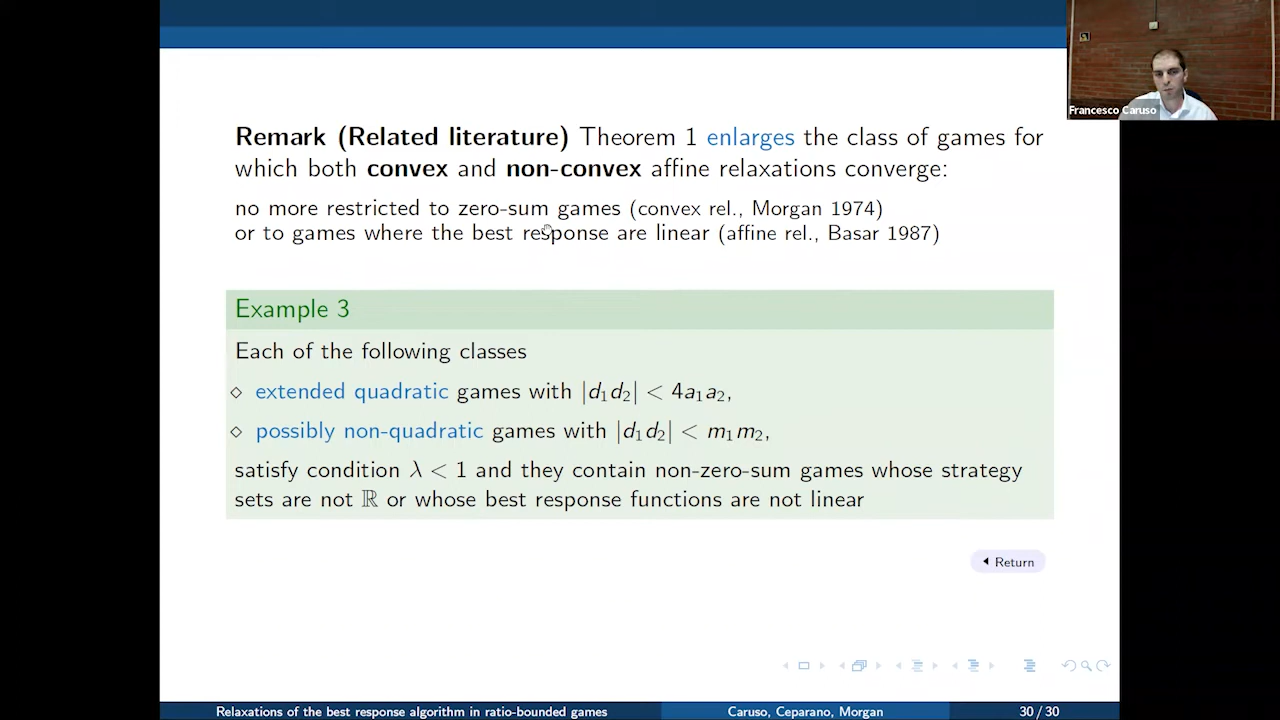 Francesco Caruso
Remark (Related literature) Theorem 1 enlarges the class of games for
which both convex and non-convex affine relaxations converge:
no more restricted to zero-sum games (convex rel., Morgan 1974)
or to games where the best response are linear (affine rel., Basar 1987)
Example 3
Each of the following classes
⋄ extended quadratic games with |d₁d₂| < 4a₁a₂,
⋄ possibly non-quadratic games with |d₁d₂| < m₁m₂,
satisfy condition λ < 1 and they contain non-zero-sum games whose strategy
sets are not ℝ or whose best response functions are not linear
Return
Relaxations of the best response algorithm in ratio-bounded games Caruso, Ceparano, Morgan 30 / 30